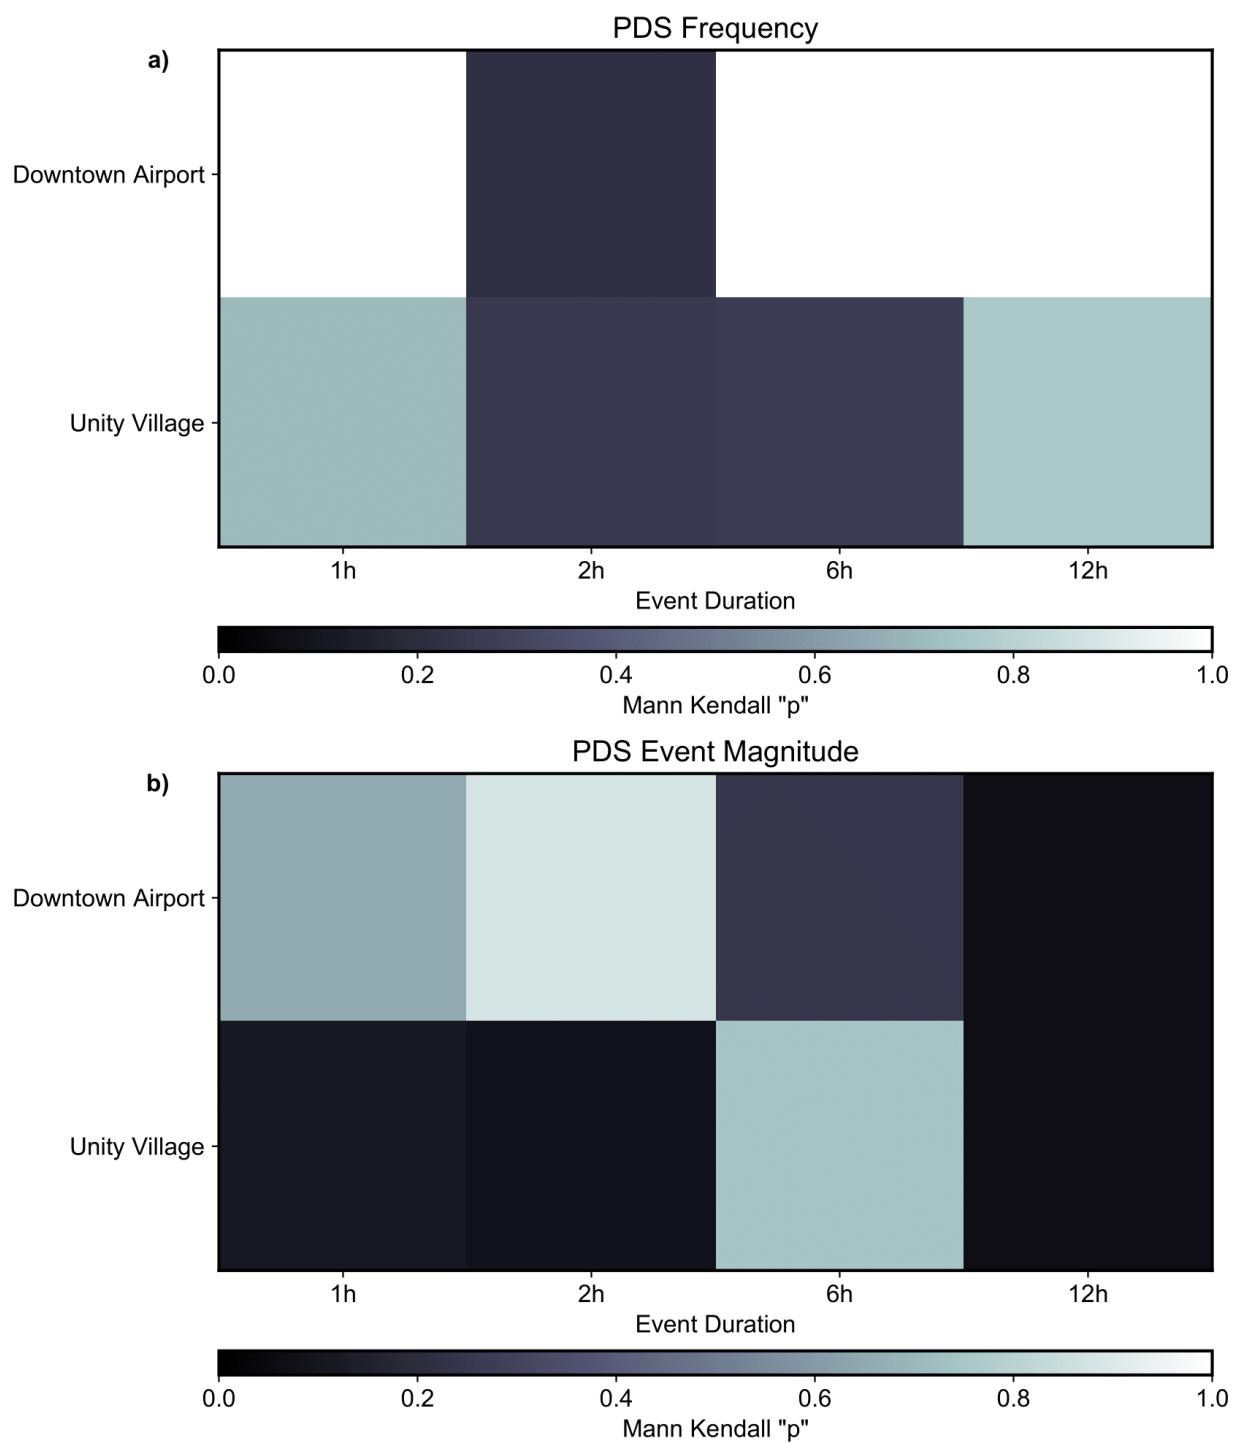 PDS Frequency
a)
Downtown Airport
Unity Village
1h 2h 6h 12h
Event Duration
0.0 0.2 0.4 0.6 0.8 1.0
Mann Kendall "p"
PDS Event Magnitude
b)
Downtown Airport
Unity Village
1h 2h 6h 12h
Event Duration
0.0 0.2 0.4 0.6 0.8 1.0
Mann Kendall "p"